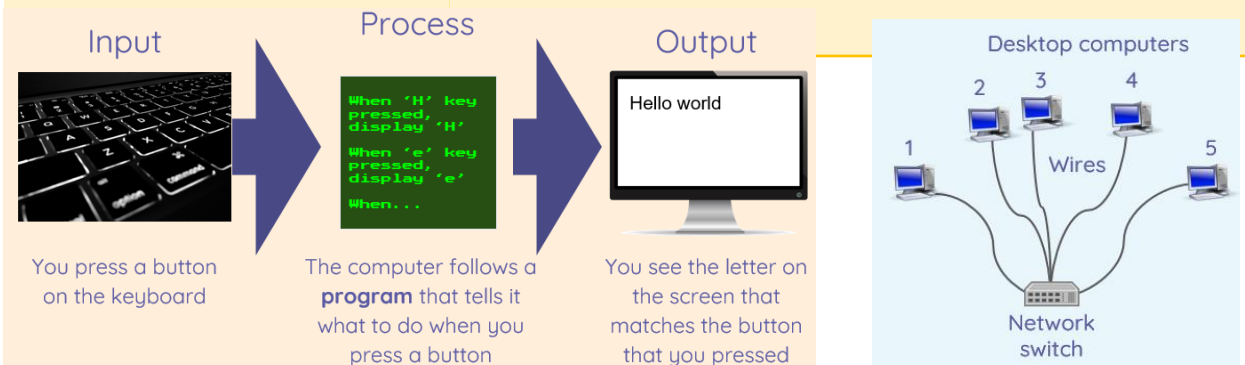 Input
You press a button
on the keyboard
Process
When 'H' key
pressed,
display 'H'
When 'e' key
pressed,
display 'e'
When...
The computer follows a
program that tells it
what to do when you
press a button
Output
Hello world
You see the letter on
the screen that
matches the button
that you pressed
Desktop computers
1
2
3
4
5
Wires
Network
switch